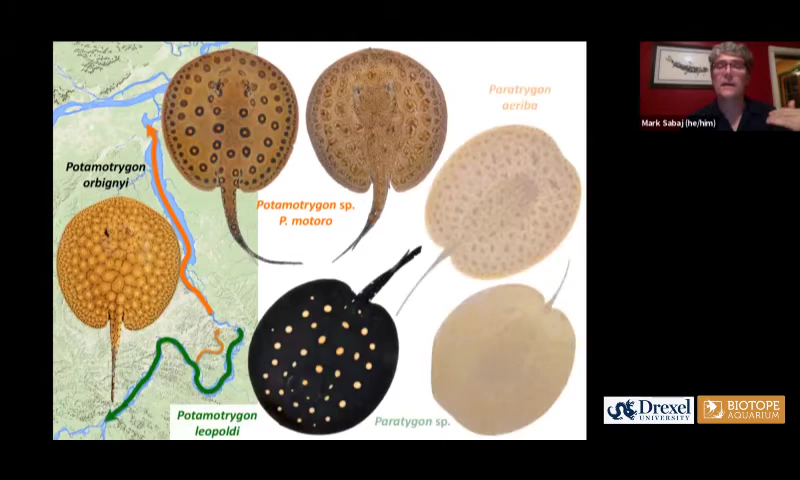 Paratrygon
aeriba
Mark Sabaj (he/him)
Potamotrygon
orbignyi
Potamotrygon sp.
P. motoro
Potamotrygon
leopoldi
Paratygon sp.
Drexel
UNIVERSITY
BIOTOPE
AQUARIUM